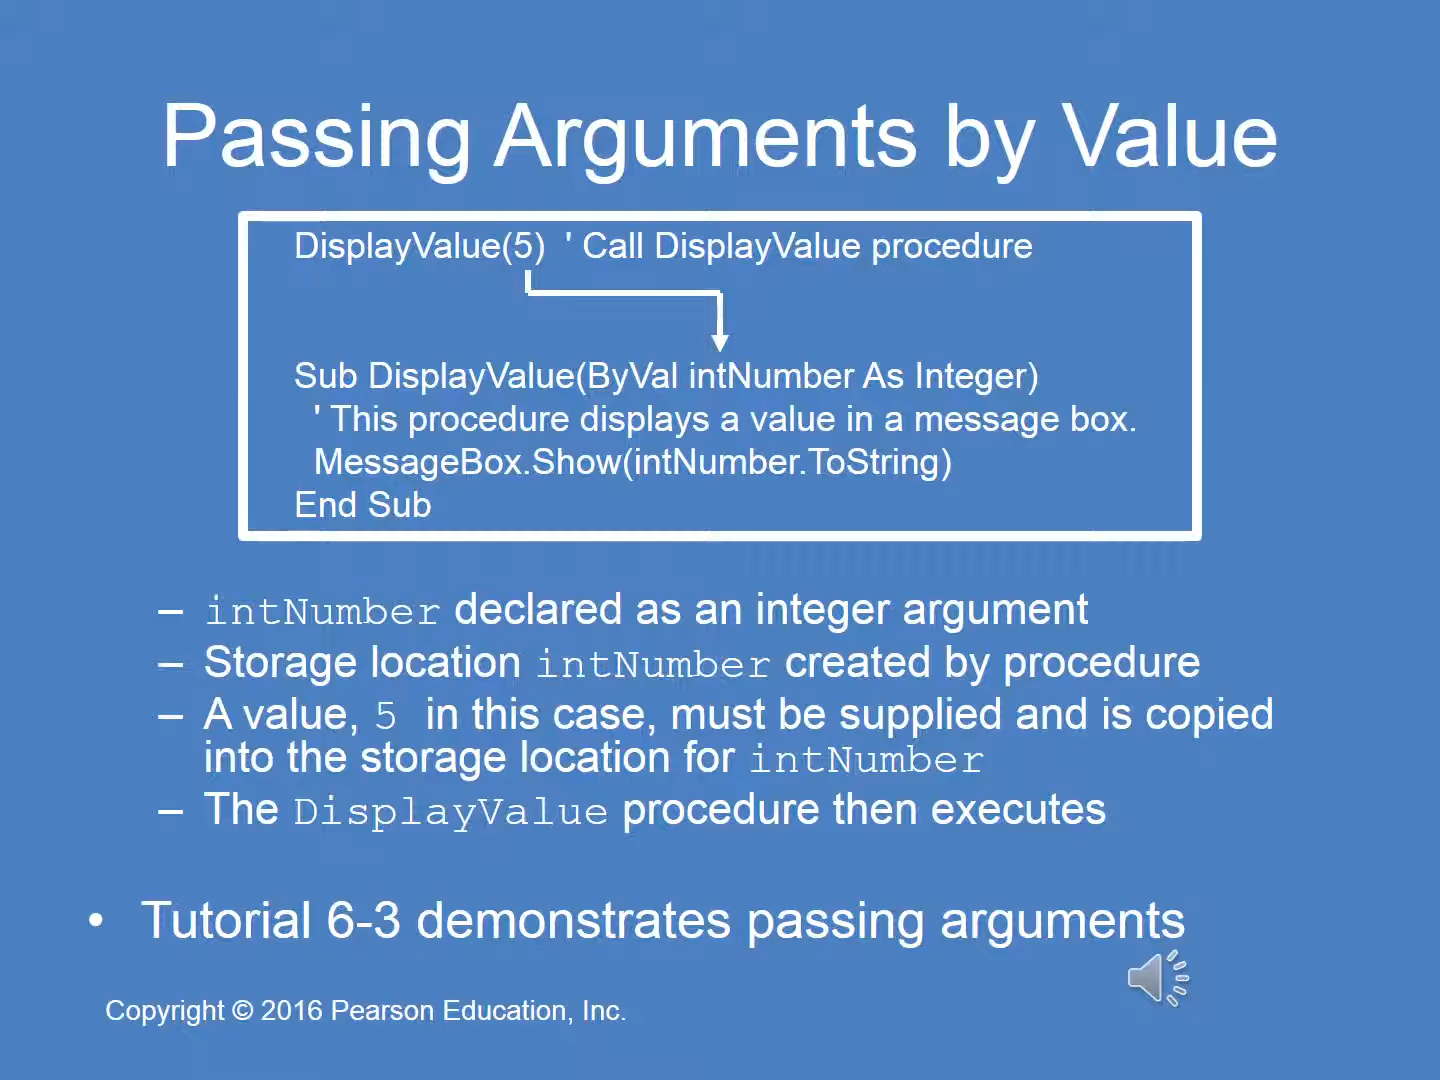 Passing Arguments by Value
DisplayValue(5)  ' Call DisplayValue procedure
Sub DisplayValue(ByVal intNumber As Integer)
' This procedure displays a value in a message box.
MessageBox.Show(intNumber.ToString)
End Sub
– intNumber declared as an integer argument
– Storage location intNumber created by procedure
– A value, 5 in this case, must be supplied and is copied
into the storage location for intNumber
– The DisplayValue procedure then executes
• Tutorial 6-3 demonstrates passing arguments
Copyright © 2016 Pearson Education, Inc.